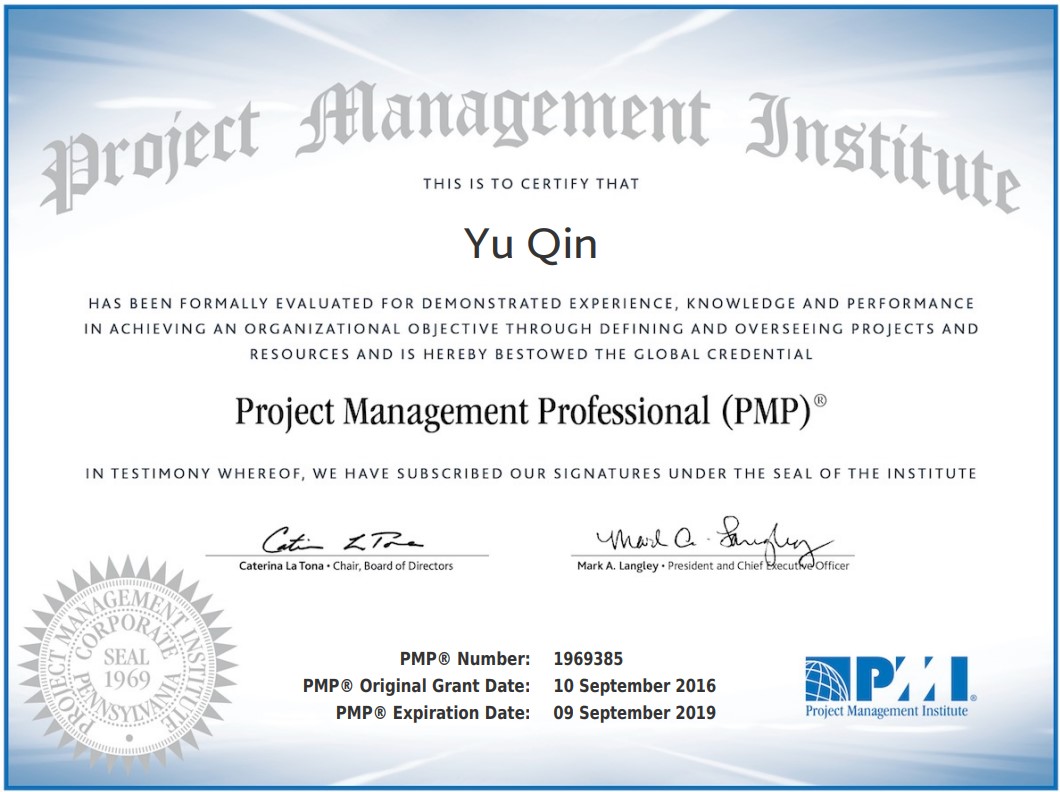 Project Management Institute
THIS IS TO CERTIFY THAT
Yu Qin
HAS BEEN FORMALLY EVALUATED FOR DEMONSTRATED EXPERIENCE, KNOWLEDGE AND PERFORMANCE
IN ACHIEVING AN ORGANIZATIONAL OBJECTIVE THROUGH DEFINING AND OVERSEEING PROJECTS AND
RESOURCES AND IS HEREBY BESTOWED THE GLOBAL CREDENTIAL
Project Management Professional (PMP)®
IN TESTIMONY WHEREOF, WE HAVE SUBSCRIBED OUR SIGNATURES UNDER THE SEAL OF THE INSTITUTE
Caterina La Tona • Chair, Board of Directors
Mark A. Langley • President and Chief Executive Officer
PROJECT MANAGEMENT INSTITUTE
CORPORATE
SEAL
1969
PENNSYLVANIA
PMP® Number: 1969385
PMP® Original Grant Date: 10 September 2016
PMP® Expiration Date: 09 September 2019
PMI®
Project Management Institute